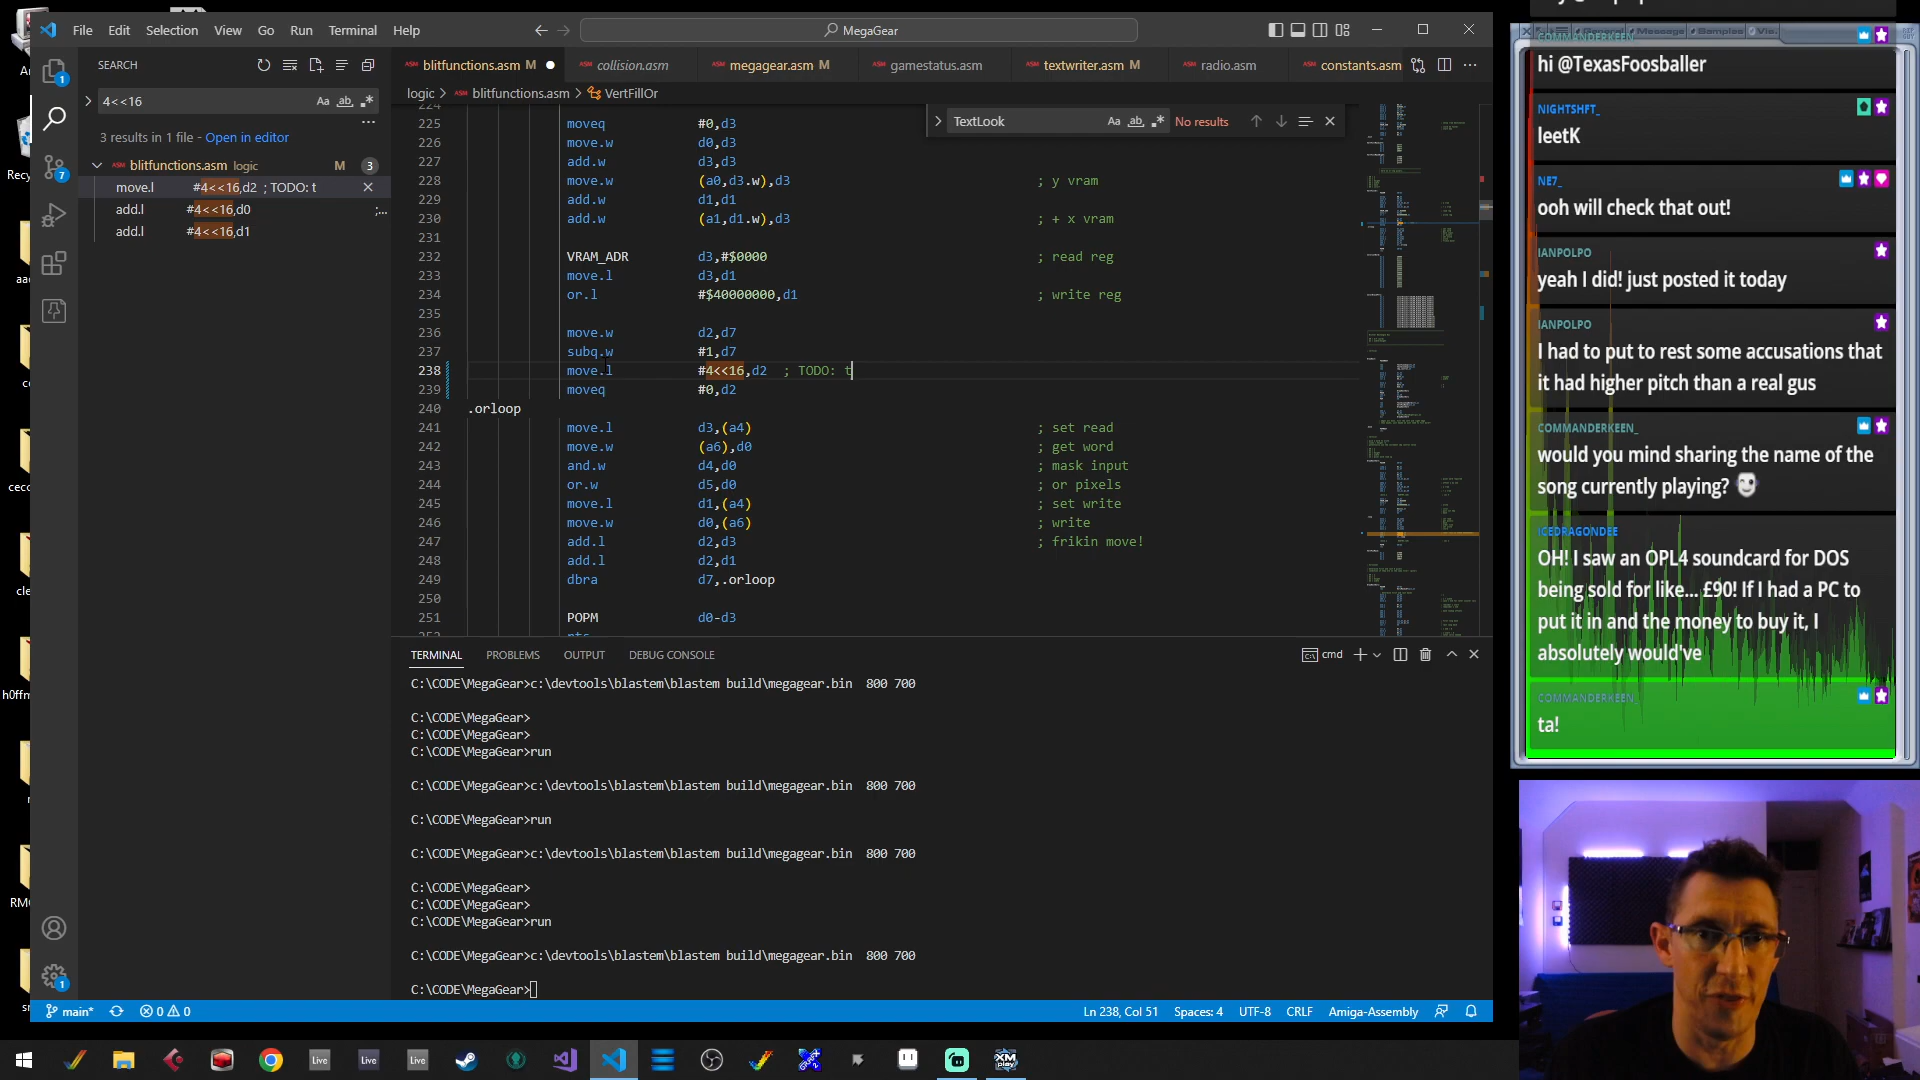 File Edit Selection View Go Run Terminal Help
MegaGear
SEARCH
4<<16
Aa ab
3 results in 1 file - Open in editor
blitfunctions.asm logic M 3
move.l #4<<16,d2 ; TODO: t
add.l #4<<16,d0 ;...
add.l #4<<16,d1
blitfunctions.asm M
collision.asm
megagear.asm M
gamestatus.asm
textwriter.asm M
radio.asm
constants.asm
logic > blitfunctions.asm > VertFillOr
TextLook Aa ab No results
225 moveq #0,d3
226 move.w d0,d3
227 add.w d3,d3
228 move.w (a0,d3.w),d3 ; y vram
229 add.w d1,d1
230 add.w (a1,d1.w),d3 ; + x vram
231
232 VRAM_ADR d3,#$0000 ; read reg
233 move.l d3,d1
234 or.l #$40000000,d1 ; write reg
235
236 move.w d2,d7
237 subq.w #1,d7
238 move.l #4<<16,d2 ; TODO: t
239 moveq #0,d2
240 .orloop
241 move.l d3,(a4) ; set read
242 move.w (a6),d0 ; get word
243 and.w d4,d0 ; mask input
244 or.w d5,d0 ; or pixels
245 move.l d1,(a4) ; set write
246 move.w d0,(a6) ; write
247 add.l d2,d3 ; frikin move!
248 add.l d2,d1
249 dbra d7,.orloop
250
251 POPM d0-d3
TERMINAL PROBLEMS OUTPUT DEBUG CONSOLE
cmd
C:\CODE\MegaGear>c:\devtools\blastem\blastem build\megagear.bin 800 700
C:\CODE\MegaGear>
C:\CODE\MegaGear>
C:\CODE\MegaGear>run
C:\CODE\MegaGear>c:\devtools\blastem\blastem build\megagear.bin 800 700
C:\CODE\MegaGear>run
C:\CODE\MegaGear>c:\devtools\blastem\blastem build\megagear.bin 800 700
C:\CODE\MegaGear>
C:\CODE\MegaGear>
C:\CODE\MegaGear>run
C:\CODE\MegaGear>c:\devtools\blastem\blastem build\megagear.bin 800 700
C:\CODE\MegaGear>
main* 0 0
Ln 238, Col 51 Spaces: 4 UTF-8 CRLF Amiga-Assembly
COMMANDERKEEN_
hi @TexasFoosballer
NIGHTSHFT_
leetK
NE7_
ooh will check that out!
IANPOLPO
yeah I did! just posted it today
IANPOLPO
I had to put to rest some accusations that
it had higher pitch than a real gus
COMMANDERKEEN_
would you mind sharing the name of the
song currently playing?
ICEDRAGONDEE
OH! I saw an OPL4 soundcard for DOS
being sold for like... £90! If I had a PC to
put it in and the money to buy it, I
absolutely would've
COMMANDERKEEN_
ta!
Live
Live
Live
XM
play